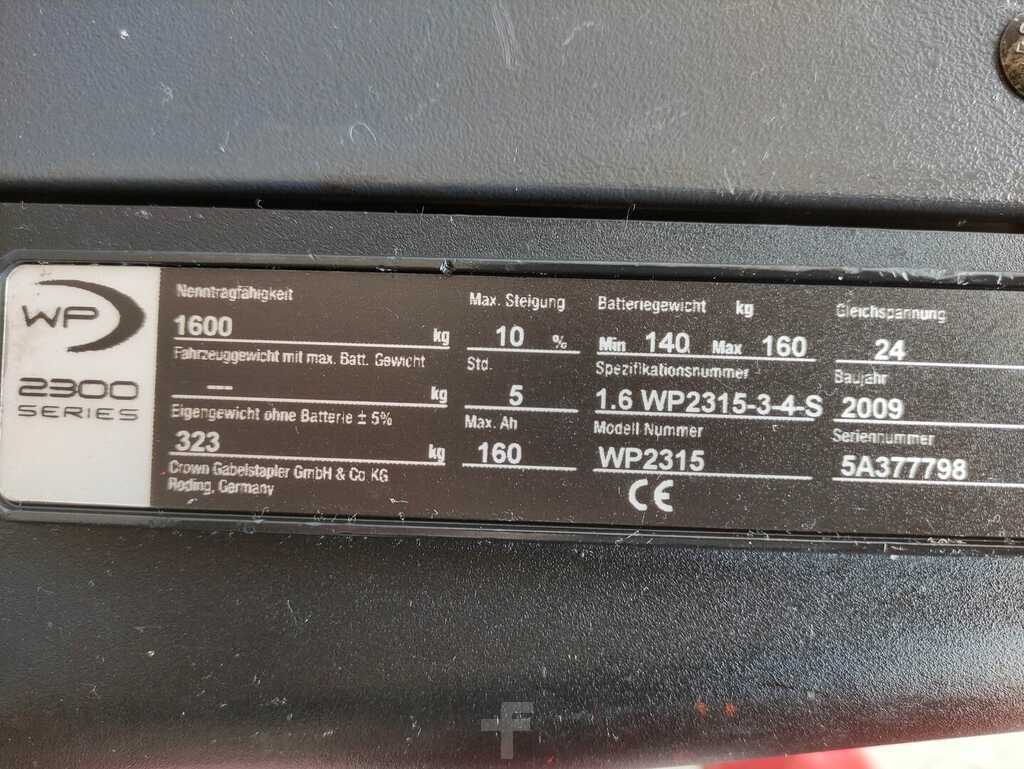 WP
2300
SERIES
Nenntragfähigkeit
1600 kg
Fahrzeuggewicht mit max. Batt. Gewicht
--- kg
Eigengewicht ohne Batterie ± 5%
323 kg
Crown Gabelstapler GmbH & Co KG
Roding, Germany
Max. Steigung
10 %
Std.
5
Max. Ah
160
Batteriegewicht kg
Min 140 Max 160
Spezifikationsnummer
1.6 WP2315-3-4-S
Modell Nummer
WP2315
CE
Gleichspannung
24
Baujahr
2009
Seriennummer
5A377798